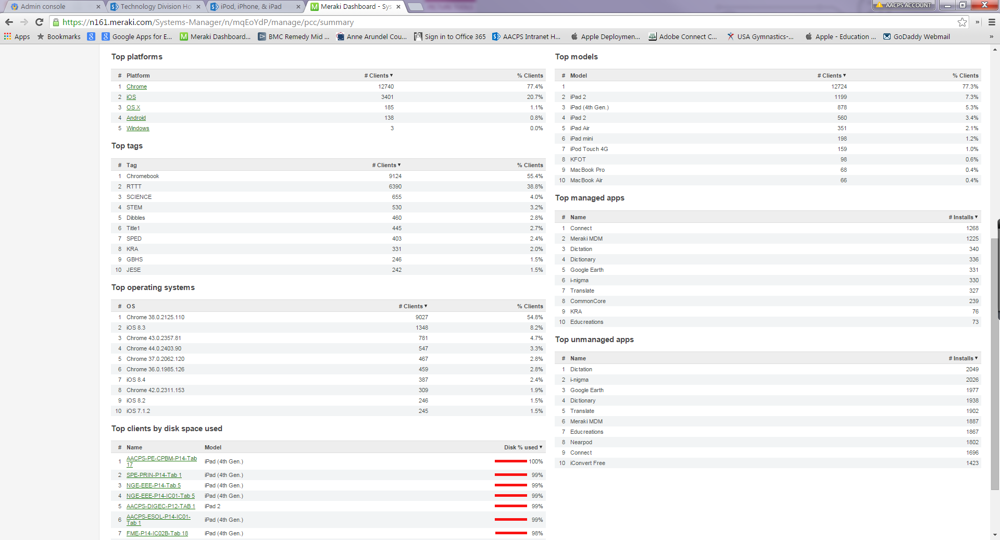 Admin console
Technology Division Ho
iPod, iPhone, & iPad
Meraki Dashboard - Sys
AACPS ACCOUNT
https://n161.meraki.com/Systems-Manager/n/mqEoYdP/manage/pcc/summary
Apps Bookmarks Google Apps for E... Meraki Dashboard... BMC Remedy Mid ... Anne Arundel Cou... Sign in to Office 365 AACPS Intranet H... Apple Deploymen... Adobe Connect C... USA Gymnastics-... Apple - Education ... GoDaddy Webmail »
Top platforms
# Platform # Clients▼ % Clients
1 Chrome 12740 77.4%
2 iOS 3401 20.7%
3 OS X 185 1.1%
4 Android 138 0.8%
5 Windows 3 0.0%
Top tags
# Tag # Clients▼ % Clients
1 Chromebook 9124 55.4%
2 RTTT 6390 38.8%
3 SCIENCE 655 4.0%
4 STEM 530 3.2%
5 Dibbles 460 2.8%
6 Title1 445 2.7%
7 SPED 403 2.4%
8 KRA 331 2.0%
9 GBHS 246 1.5%
10 JESE 242 1.5%
Top operating systems
# OS # Clients▼ % Clients
1 Chrome 38.0.2125.110 9027 54.8%
2 iOS 8.3 1348 8.2%
3 Chrome 43.0.2357.81 781 4.7%
4 Chrome 44.0.2403.90 547 3.3%
5 Chrome 37.0.2062.120 467 2.8%
6 Chrome 36.0.1985.126 459 2.8%
7 iOS 8.4 387 2.4%
8 Chrome 42.0.2311.153 309 1.9%
9 iOS 8.2 246 1.5%
10 iOS 7.1.2 245 1.5%
Top clients by disk space used
# Name Model Disk % used▼
1 AACPS-PE-CPBM-P14-Tab
17 iPad (4th Gen.) 100%
2 SPE-PRIN-P14-Tab 1 iPad (4th Gen.) 99%
3 NGE-EEE-P14-Tab 5 iPad (4th Gen.) 99%
4 NGE-EEE-P14-IC01-Tab 5 iPad (4th Gen.) 99%
5 AACPS-DIGEC-P12-TAB 1 iPad 2 99%
6 AACPS-ESOL-P14-IC01-
Tab 1 iPad (4th Gen.) 99%
7 FME-P14-IC02B-Tab 18 iPad (4th Gen.) 98%
Top models
# Model # Clients▼ % Clients
1 12724 77.3%
2 iPad 2 1199 7.3%
3 iPad (4th Gen.) 878 5.3%
4 iPad 2 560 3.4%
5 iPad Air 351 2.1%
6 iPad mini 198 1.2%
7 iPod Touch 4G 159 1.0%
8 KFOT 98 0.6%
9 MacBook Pro 68 0.4%
10 MacBook Air 66 0.4%
Top managed apps
# Name # Installs▼
1 Connect 1268
2 Meraki MDM 1225
3 Dictation 340
4 Dictionary 336
5 Google Earth 331
6 i-nigma 330
7 Translate 327
8 CommonCore 239
9 KRA 76
10 Educreations 73
Top unmanaged apps
# Name # Installs▼
1 Dictation 2049
2 i-nigma 2026
3 Google Earth 1977
4 Dictionary 1938
5 Translate 1902
6 Meraki MDM 1887
7 Educreations 1867
8 Nearpod 1802
9 Connect 1696
10 iConvert Free 1423